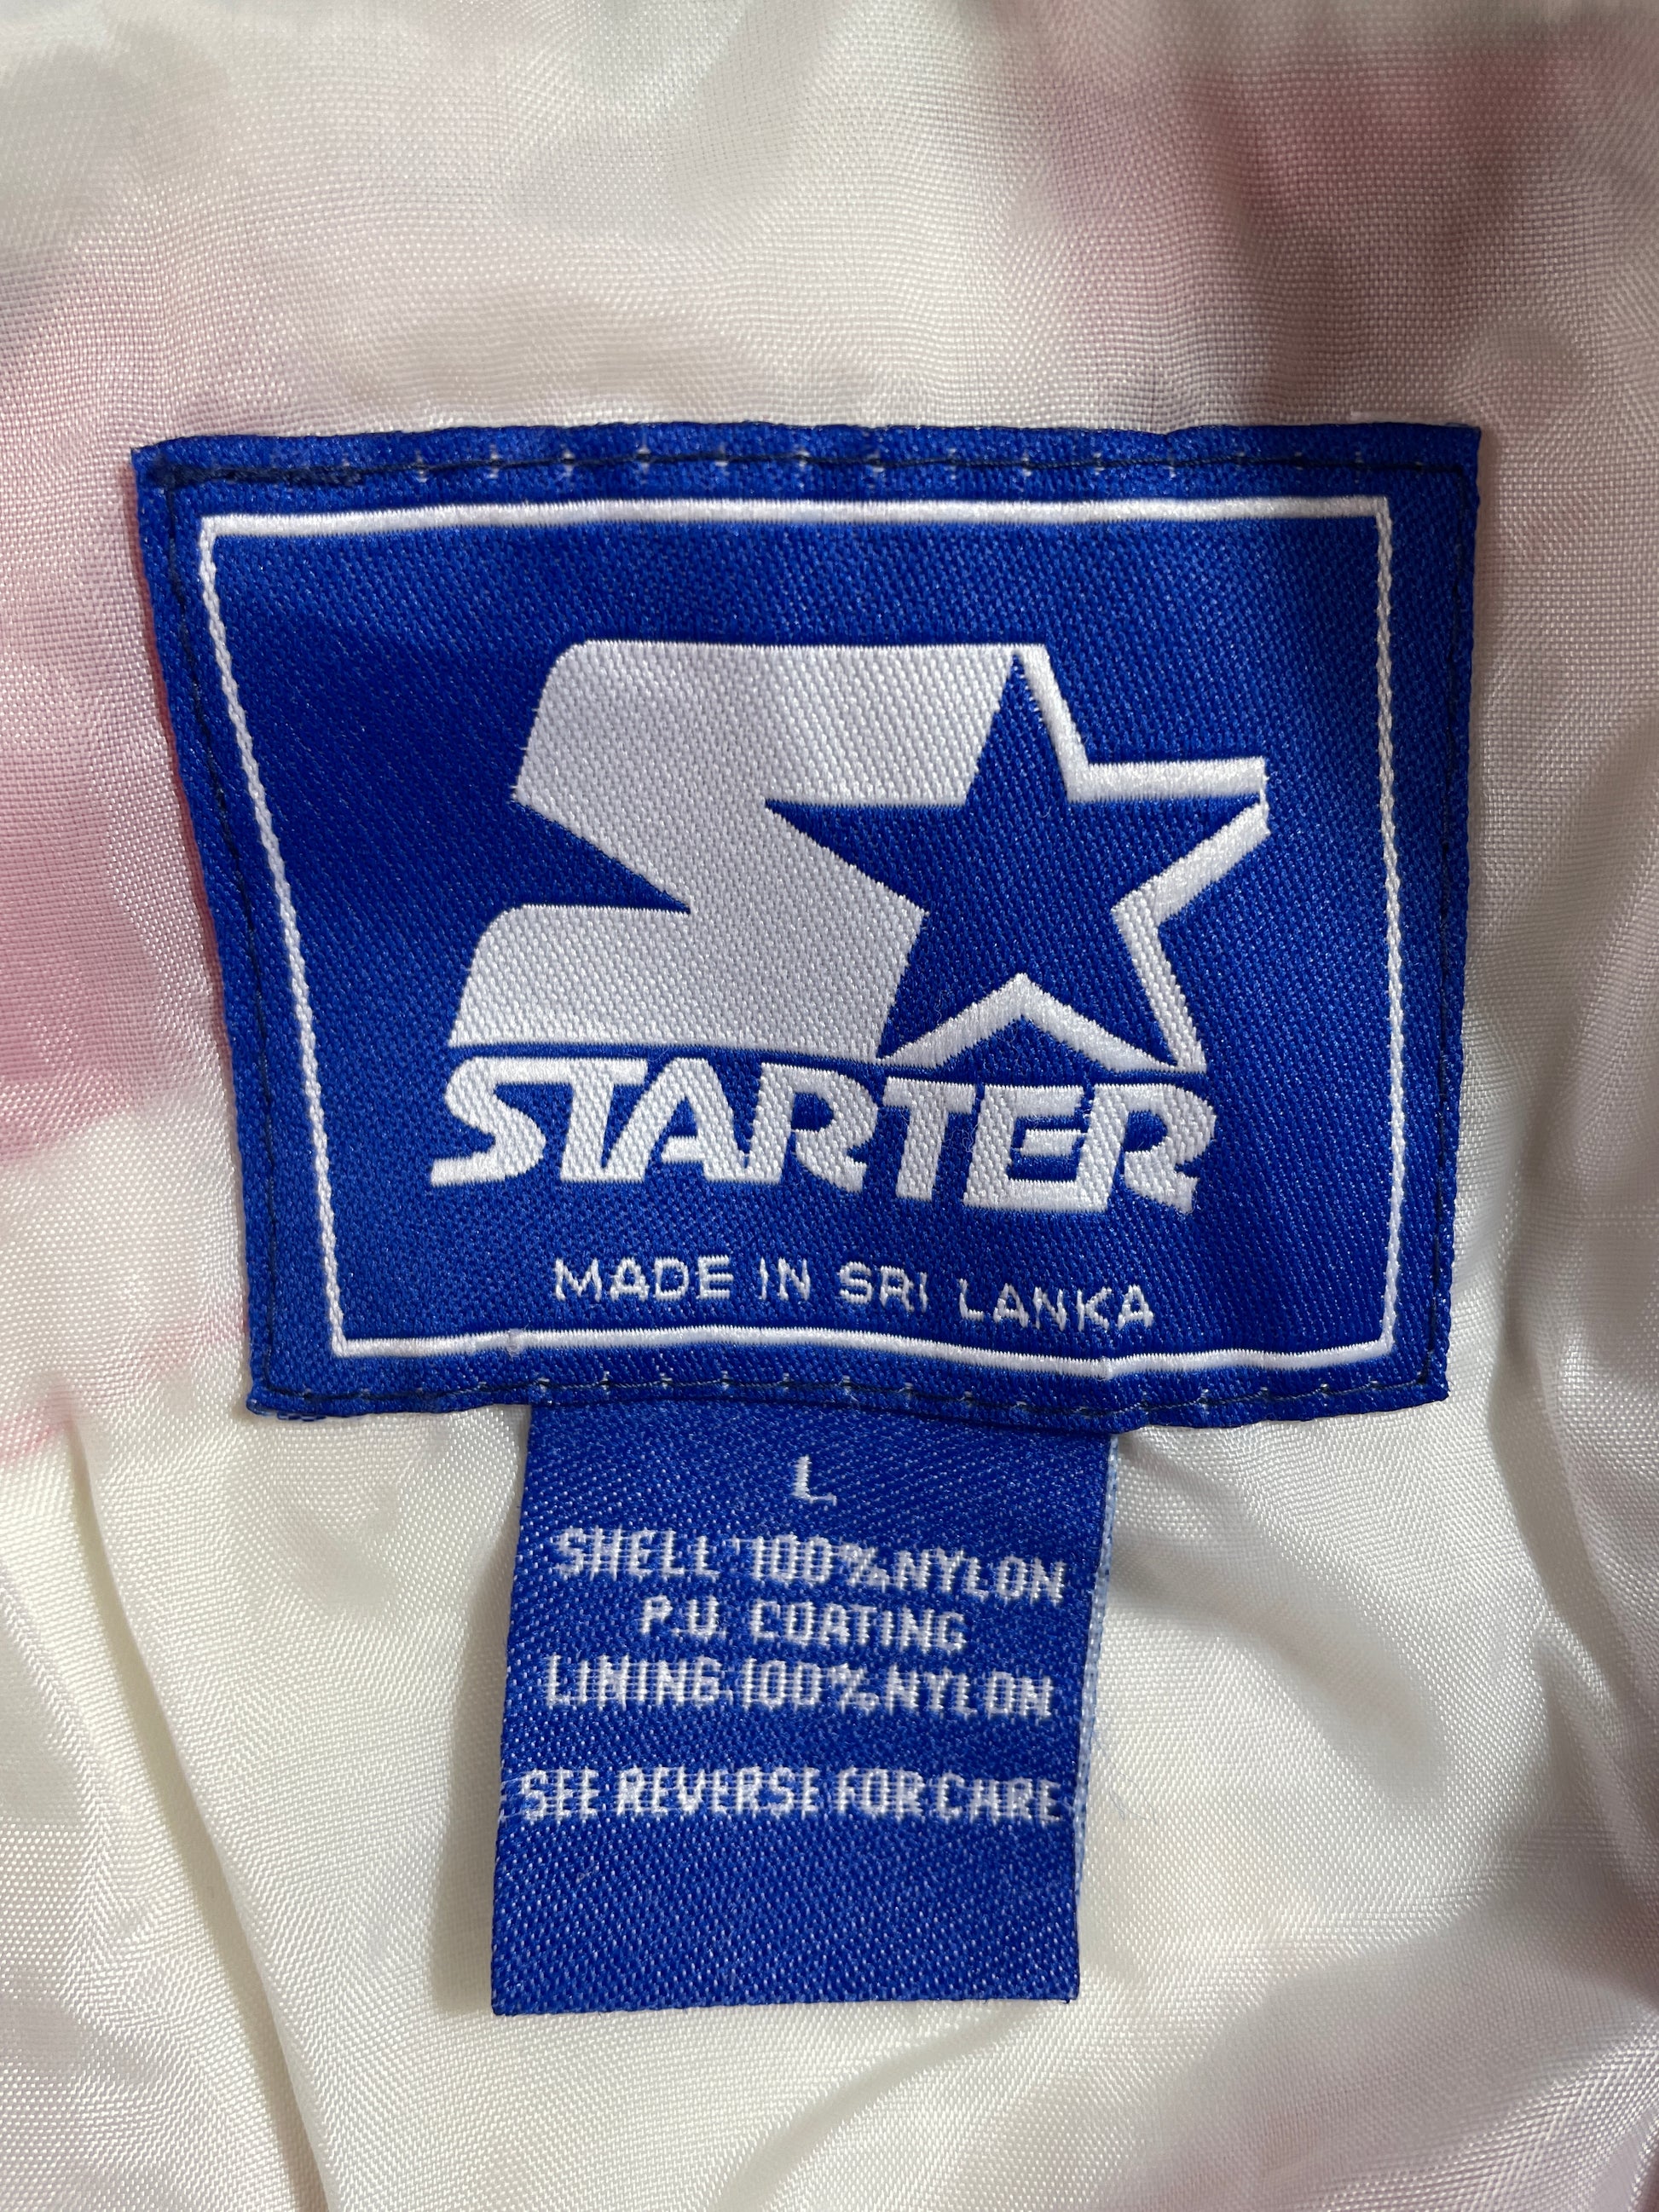 STARTER
MADE IN SRI LANKA
L
SHELL 100% NYLON
P.U. COATING
LINING 100% NYLON
SEE REVERSE FOR CARE